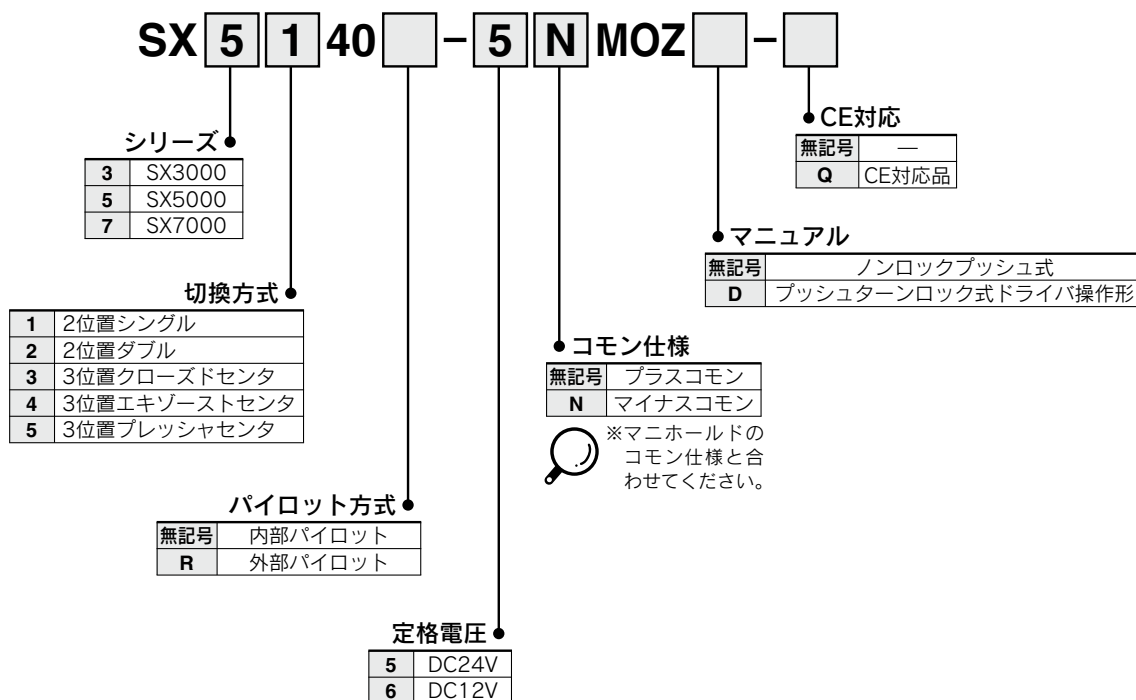 SX 5 1 40 - 5 N MOZ -
CE対応
無記号 —
Q CE対応品
シリーズ
3 SX3000
5 SX5000
7 SX7000
マニュアル
無記号 ノンロックプッシュ式
D プッシュターンロック式ドライバ操作形
切換方式
1 2位置シングル
2 2位置ダブル
3 3位置クローズドセンタ
4 3位置エキゾーストセンタ
5 3位置プレッシャセンタ
コモン仕様
無記号 プラスコモン
N マイナスコモン
※マニホールドの
コモン仕様と合
わせてください。
パイロット方式
無記号 内部パイロット
R 外部パイロット
定格電圧
5 DC24V
6 DC12V